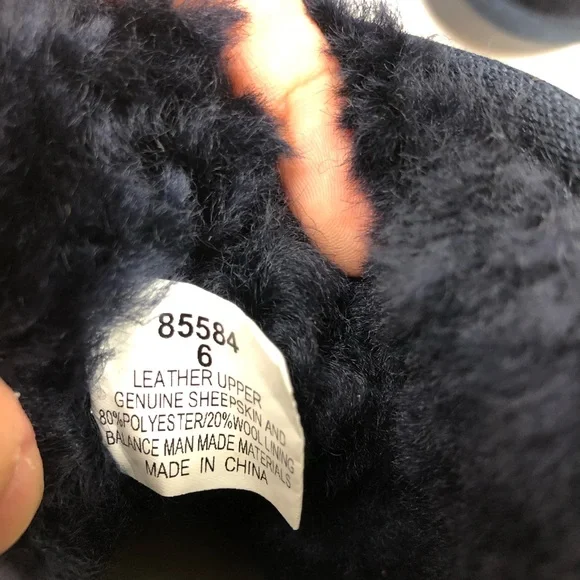 85584
6
LEATHER UPPER
GENUINE SHEEPSKIN AND
80%POLYESTER/20%WOOL LINING
BALANCE MAN MADE MATERIALS
MADE IN CHINA